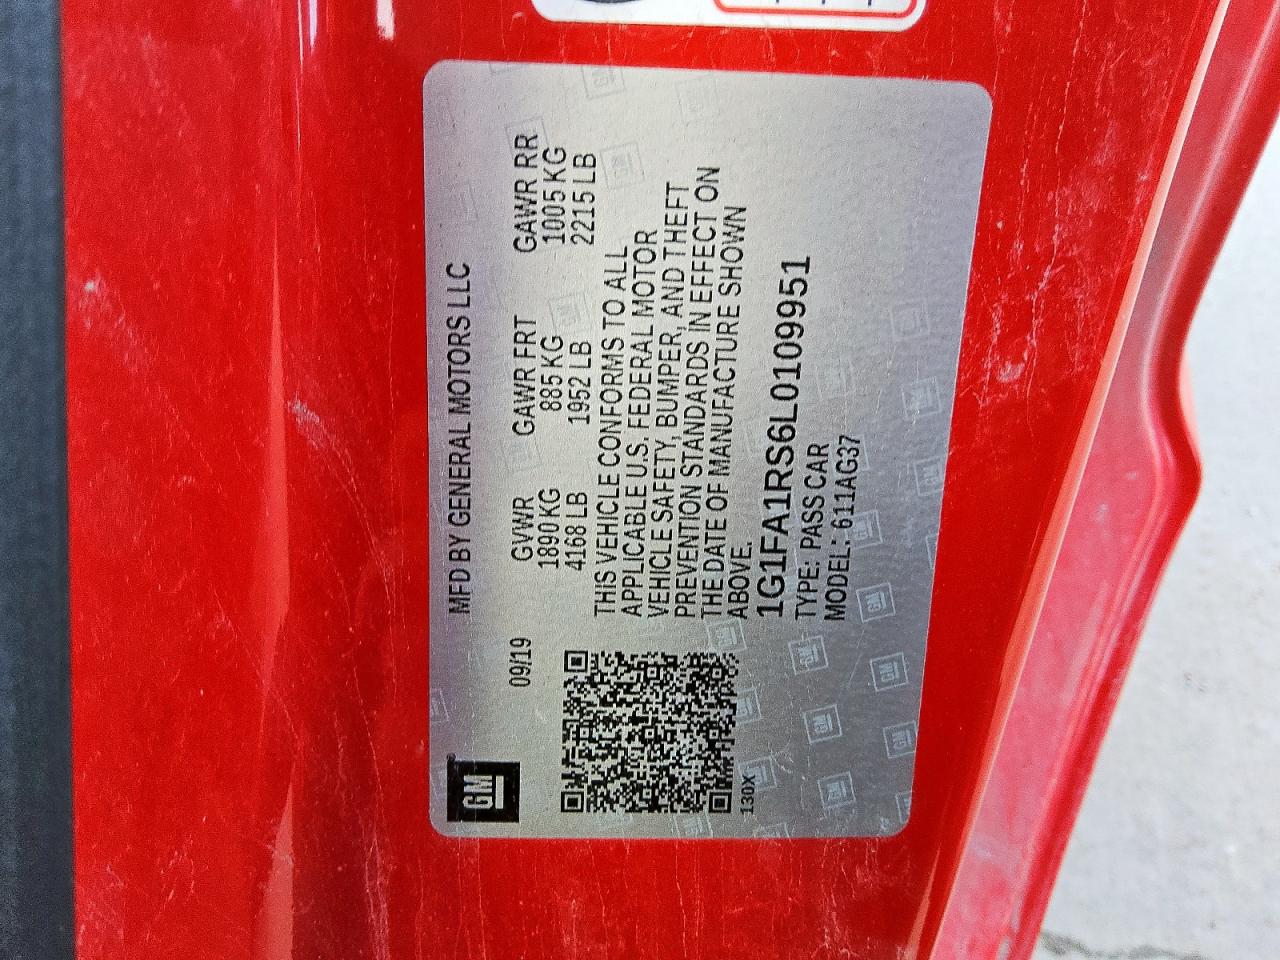 GM
MFD BY GENERAL MOTORS LLC
09/19
GVWR GAWR FRT GAWR RR
1890 KG 885 KG 1005 KG
4168 LB 1952 LB 2215 LB
THIS VEHICLE CONFORMS TO ALL
APPLICABLE U.S. FEDERAL MOTOR
VEHICLE SAFETY, BUMPER, AND THEFT
PREVENTION STANDARDS IN EFFECT ON
THE DATE OF MANUFACTURE SHOWN
ABOVE.
1G1FA1RS6L0109951
TYPE: PASS CAR
MODEL: 611AG37
130X